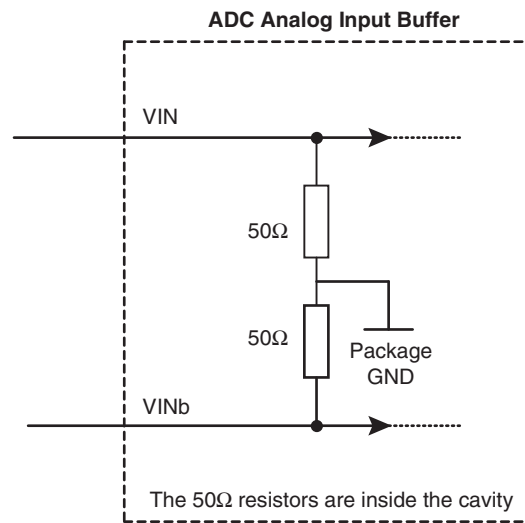 ADC Analog Input Buffer
VIN
50Ω
50Ω
Package
GND
VINb
The 50Ω resistors are inside the cavity